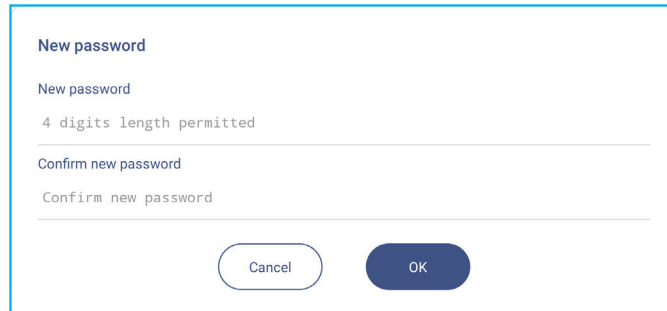 New password
New password
4 digits length permitted
Confirm new password
Confirm new password
Cancel OK